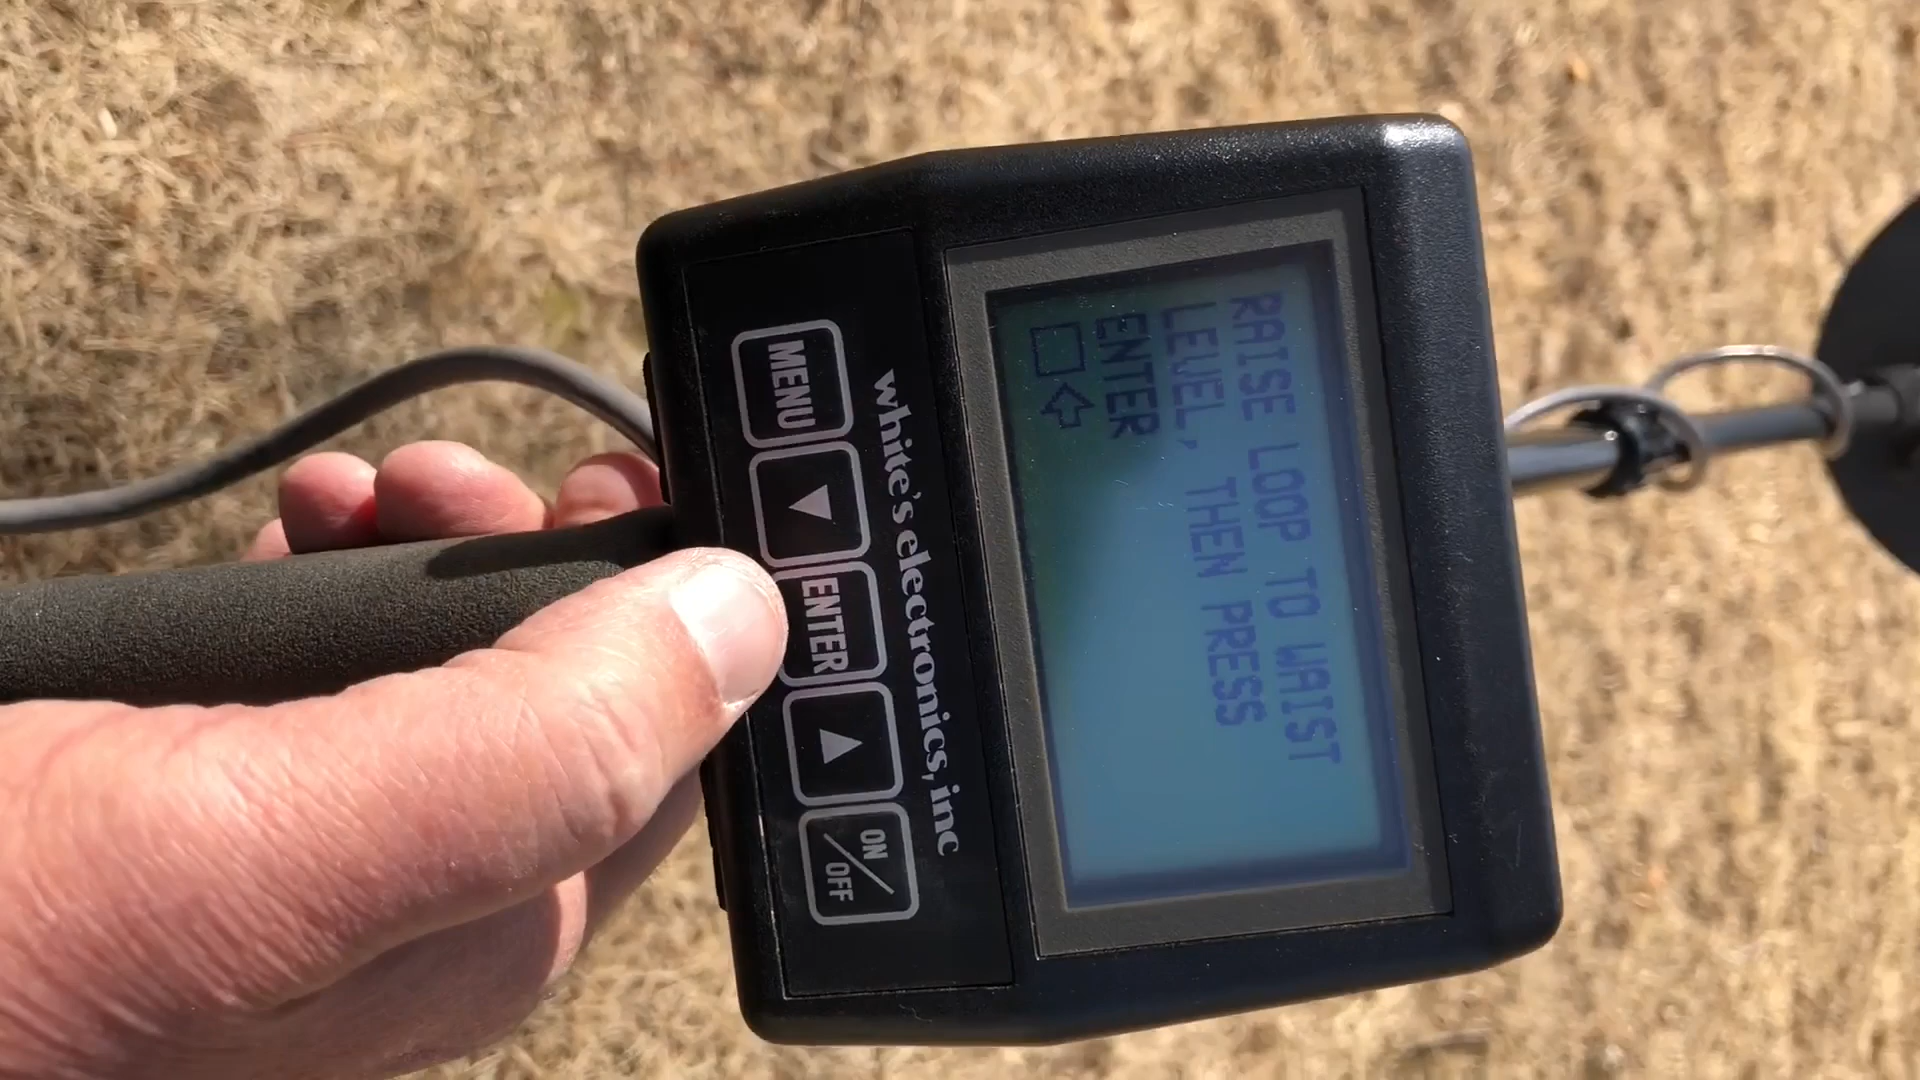 RAISE LOOP TO WAIST
LEVEL, THEN PRESS
ENTER
white's electronics, inc
MENU
ENTER
ON/OFF